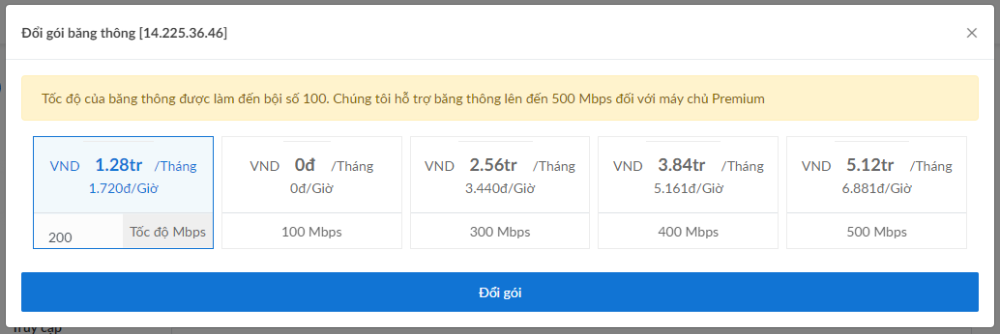 Đổi gói băng thông [14.225.36.46]
×
Tốc độ của băng thông được làm đến bội số 100. Chúng tôi hỗ trợ băng thông lên đến 500 Mbps đối với máy chủ Premium
VND 1.28tr /Tháng
1.720đ/Giờ
200 Tốc độ Mbps
VND 0đ /Tháng
0đ/Giờ
100 Mbps
VND 2.56tr /Tháng
3.440đ/Giờ
300 Mbps
VND 3.84tr /Tháng
5.161đ/Giờ
400 Mbps
VND 5.12tr /Tháng
6.881đ/Giờ
500 Mbps
Đổi gói